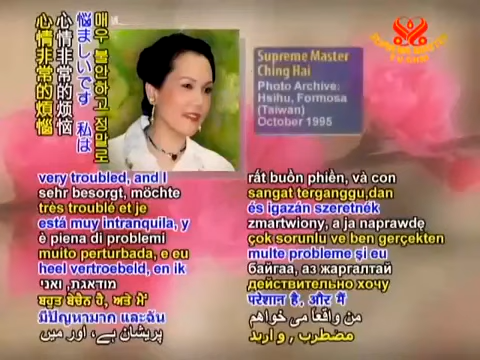 매우 불안하고 정말로
悩ましいです 私は
心情非常的烦恼
心情非常的煩惱
Supreme Master
Ching Hai
Photo Archive:
Hsihu, Formosa
(Taiwan)
October 1995
very troubled, and I
sehr besorgt, möchte
très troublé et je
está muy intranquila, y
è piena di problemi
muito perturbada, e eu
heel vertroebeld, en ik
מודאגת, ואני
ਬਹੁਤ ਬੇਚੈਨ ਹੈ, ਅਤੇ ਮੈਂ
มีปัญหามาก และฉัน
پریشان ہے، اور میں
rất buồn phiền, và con
sangat terganggu,dan
és igazán szeretnék
zmartwiony, a ja naprawdę
çok sorunlu ve ben gerçekten
multe probleme şi eu
байгаа, аз жаргалтай
действительно хочу
परेशान है, और मैं
من واقعاً می خواهم
مضطرب , و اريد